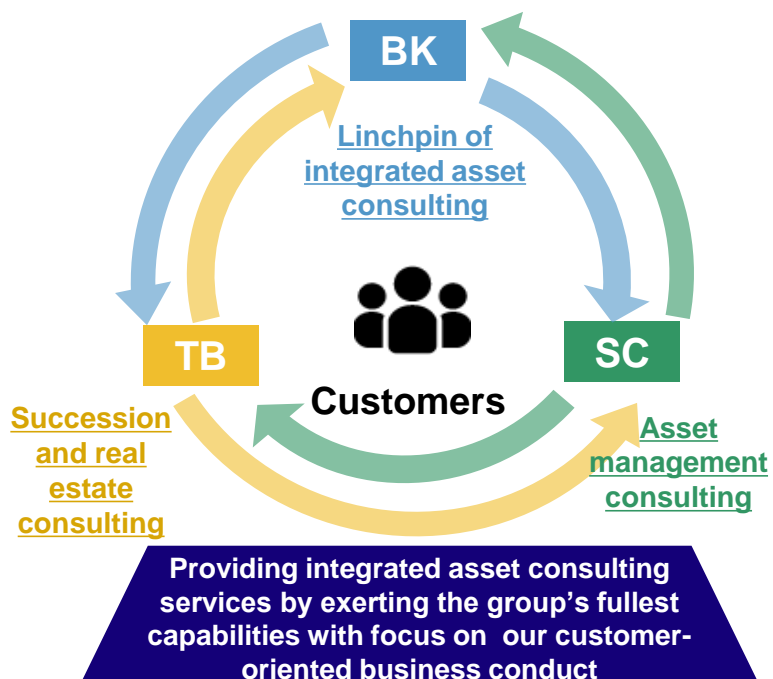 BK
Linchpin of
integrated asset
consulting
TB
SC
Customers
Succession
and real
estate
consulting
Asset
management
consulting
Providing integrated asset consulting
services by exerting the group’s fullest
capabilities with focus on our customer-
oriented business conduct